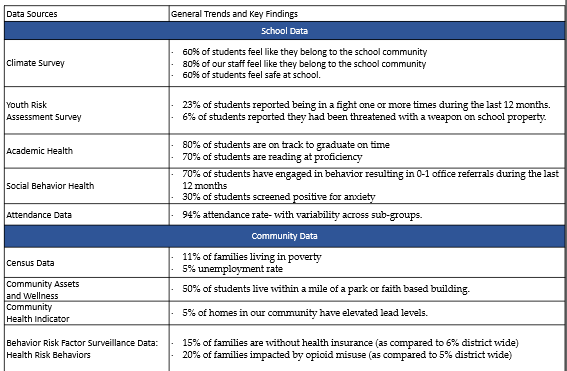 Data Sources General Trends and Key Findings
School Data
Climate Survey
· 60% of students feel like they belong to the school community
· 80% of our staff feel like they belong to the school community
· 60% of students feel safe at school.
Youth Risk
Assessment Survey
· 23% of students reported being in a fight one or more times during the last 12 months.
· 6% of students reported they had been threatened with a weapon on school property.
Academic Health
· 80% of students are on track to graduate on time
· 70% of students are reading at proficiency
Social Behavior Health
· 70% of students have engaged in behavior resulting in 0-1 office referrals during the last
12 months
· 30% of students screened positive for anxiety
Attendance Data
· 94% attendance rate- with variability across sub-groups.
Community Data
Census Data
· 11% of families living in poverty
· 5% unemployment rate
Community Assets
and Wellness
· 50% of students live within a mile of a park or faith based building.
Community
Health Indicator
· 5% of homes in our community have elevated lead levels.
Behavior Risk Factor Surveillance Data:
Health Risk Behaviors
· 15% of families are without health insurance (as compared to 6% district wide)
· 20% of families impacted by opioid misuse (as compared to 5% district wide)